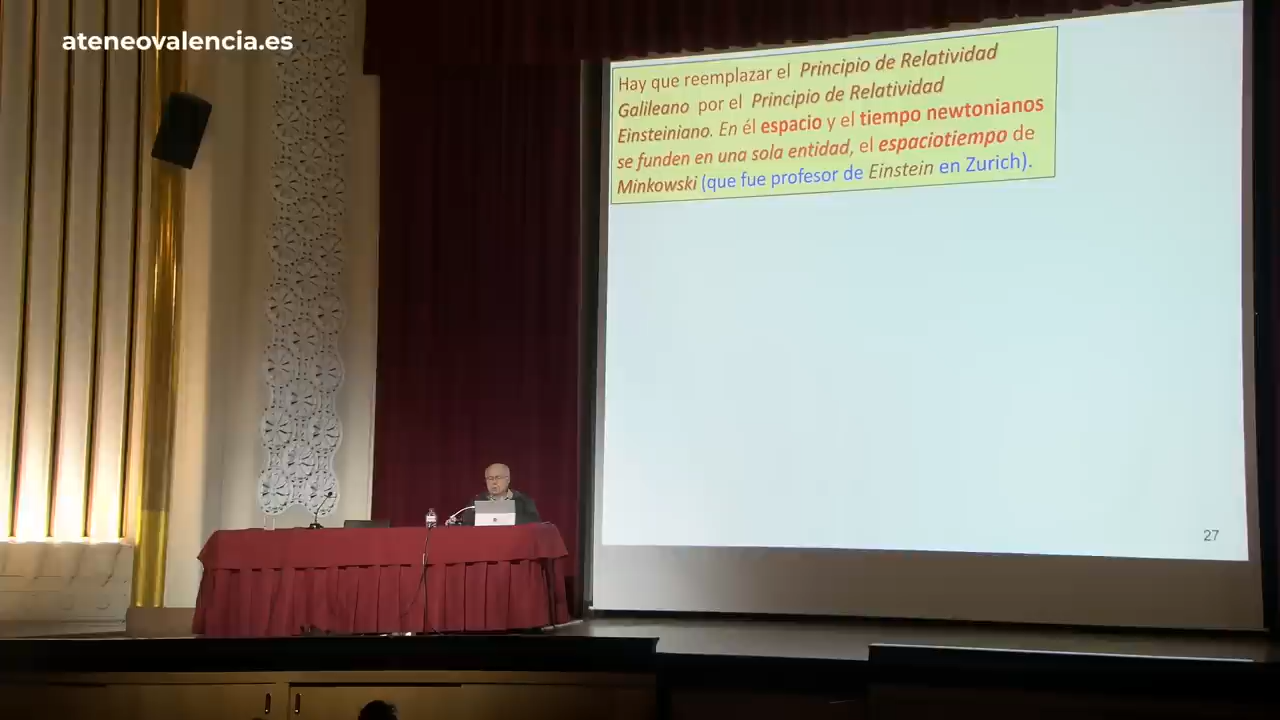 ateneovalencia.es
Hay que reemplazar el Principio de Relatividad
Galileano por el Principio de Relatividad
Einsteiniano. En él espacio y el tiempo newtonianos
se funden en una sola entidad, el espaciotiempo de
Minkowski (que fue profesor de Einstein en Zurich).
27